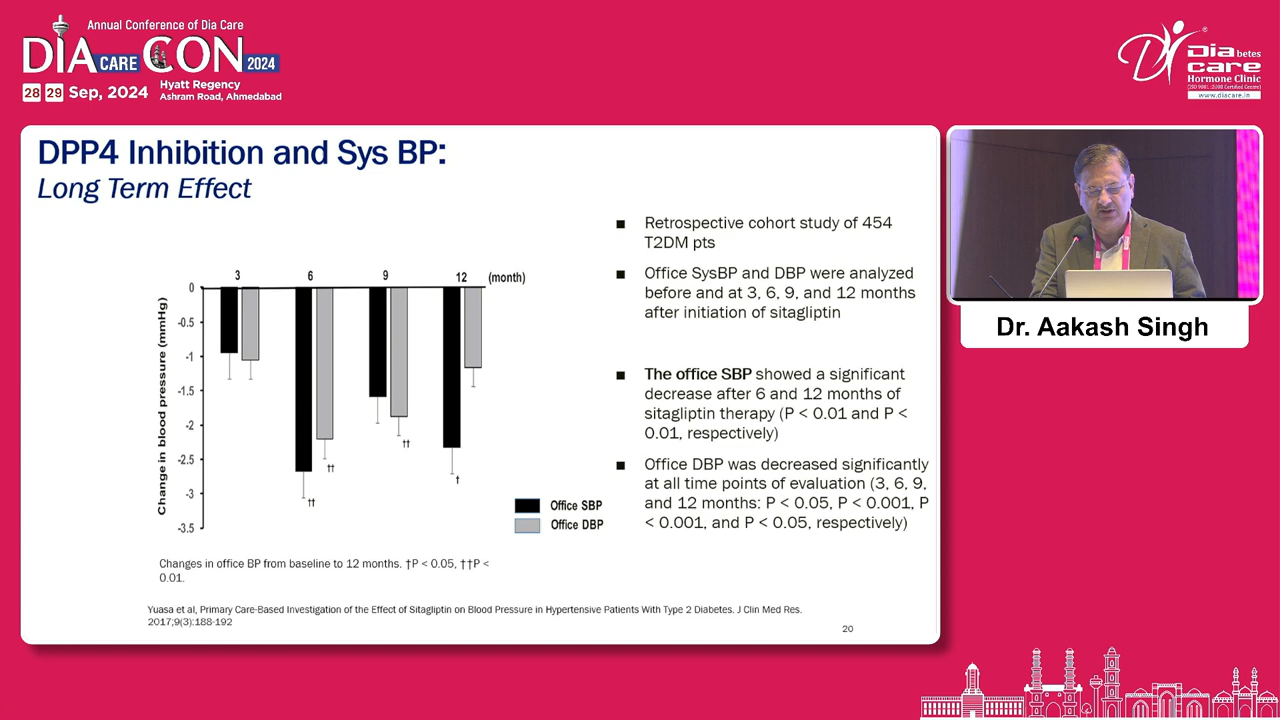 Annual Conference of Dia Care
DIA CARE CON 2024
28 29 Sep, 2024
Hyatt Regency
Ashram Road, Ahmedabad
Diabetes
care
Hormone Clinic
(ISO 9001:2008 Certified Centre)
www.diacare.in
DPP4 Inhibition and Sys BP:
Long Term Effect
3 6 9 12 (month)
0
-0.5
-1
-1.5
-2
-2.5
-3
-3.5
Change in blood pressure (mmHg)
††
††
††
†
Office SBP
Office DBP
Changes in office BP from baseline to 12 months. †P < 0.05, ††P <
0.01.
■ Retrospective cohort study of 454
T2DM pts
■ Office SysBP and DBP were analyzed
before and at 3, 6, 9, and 12 months
after initiation of sitagliptin
■ The office SBP showed a significant
decrease after 6 and 12 months of
sitagliptin therapy (P < 0.01 and P <
0.01, respectively)
■ Office DBP was decreased significantly
at all time points of evaluation (3, 6, 9,
and 12 months: P < 0.05, P < 0.001, P
< 0.001, and P < 0.05, respectively)
Yuasa et al, Primary Care-Based Investigation of the Effect of Sitagliptin on Blood Pressure in Hypertensive Patients With Type 2 Diabetes. J Clin Med Res.
2017;9(3):188-192
20
Dr. Aakash Singh